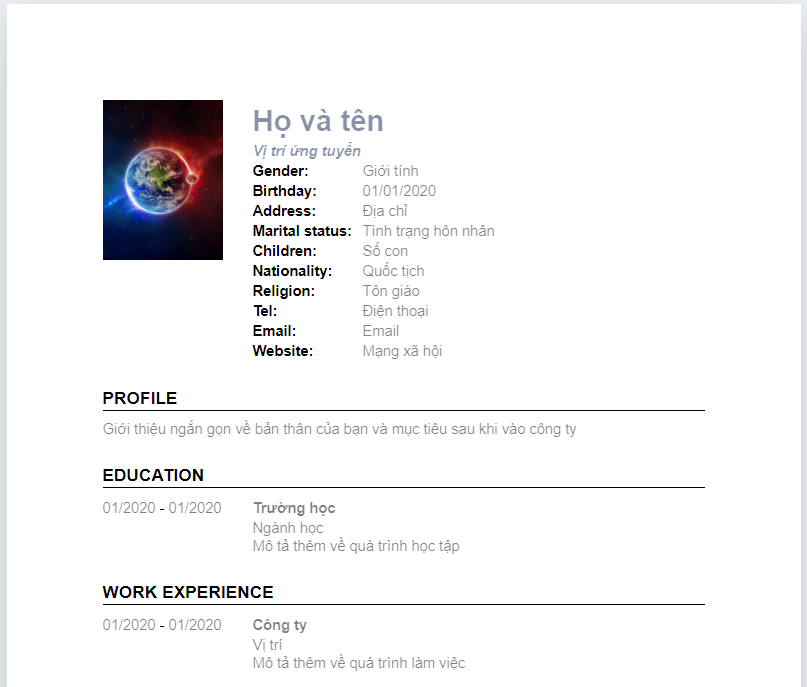 Họ và tên
Vị trí ứng tuyển
Gender: Giới tính
Birthday: 01/01/2020
Address: Địa chỉ
Marital status: Tình trạng hôn nhân
Children: Số con
Nationality: Quốc tịch
Religion: Tôn giáo
Tel: Điện thoại
Email: Email
Website: Mạng xã hội
PROFILE
Giới thiệu ngắn gọn về bản thân của bạn và mục tiêu sau khi vào công ty
EDUCATION
01/2020 - 01/2020 Trường học
Ngành học
Mô tả thêm về quá trình học tập
WORK EXPERIENCE
01/2020 - 01/2020 Công ty
Vị trí
Mô tả thêm về quá trình làm việc